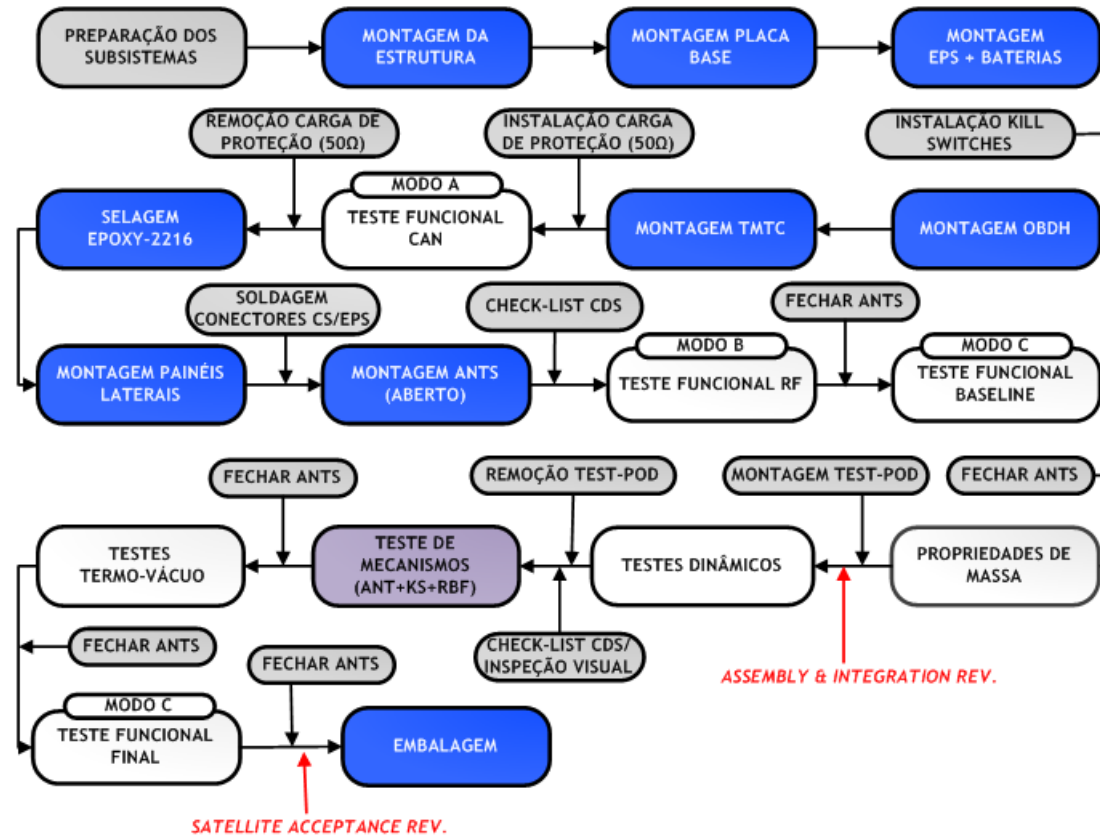 PREPARAÇÃO DOS
SUBSISTEMAS
MONTAGEM DA
ESTRUTURA
MONTAGEM PLACA
BASE
MONTAGEM
EPS + BATERIAS
REMOÇÃO CARGA DE
PROTEÇÃO (50Ω)
INSTALAÇÃO CARGA
DE PROTEÇÃO (50Ω)
INSTALAÇÃO KILL
SWITCHES
SELAGEM
EPOXY-2216
MODO A
TESTE FUNCIONAL
CAN
MONTAGEM TMTC
MONTAGEM OBDH
SOLDAGEM
CONECTORES CS/EPS
CHECK-LIST CDS
FECHAR ANTS
MONTAGEM PAINÉIS
LATERAIS
MONTAGEM ANTS
(ABERTO)
MODO B
TESTE FUNCIONAL RF
MODO C
TESTE FUNCIONAL
BASELINE
FECHAR ANTS
REMOÇÃO TEST-POD
MONTAGEM TEST-POD
FECHAR ANTS
TESTES
TERMO-VÁCUO
TESTE DE
MECANISMOS
(ANT+KS+RBF)
TESTES DINÂMICOS
PROPRIEDADES DE
MASSA
FECHAR ANTS
FECHAR ANTS
CHECK-LIST CDS/
INSPEÇÃO VISUAL
ASSEMBLY & INTEGRATION REV.
MODO C
TESTE FUNCIONAL
FINAL
EMBALAGEM
SATELLITE ACCEPTANCE REV.